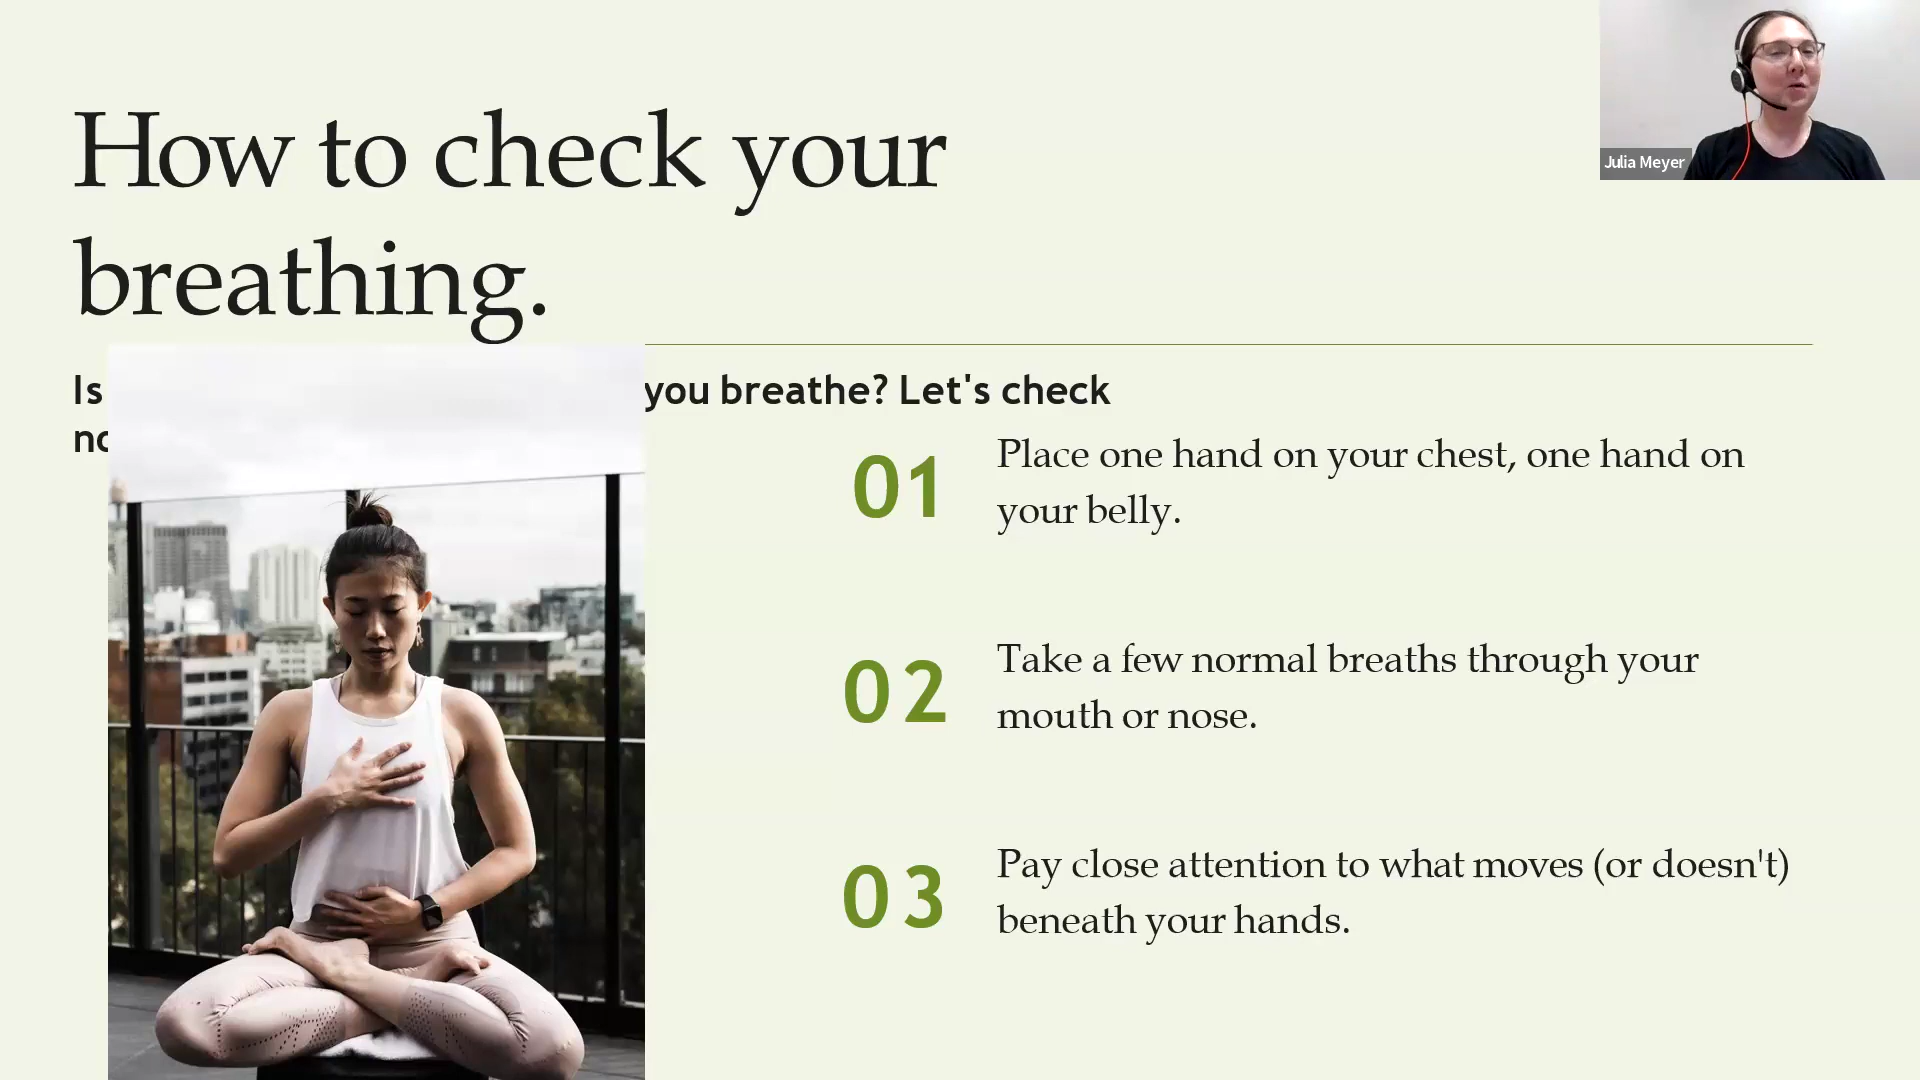 How to check your
breathing.
Is you breathe? Let's check
01
Place one hand on your chest, one hand on
your belly.
02
Take a few normal breaths through your
mouth or nose.
03
Pay close attention to what moves (or doesn't)
beneath your hands.
Julia Meyer